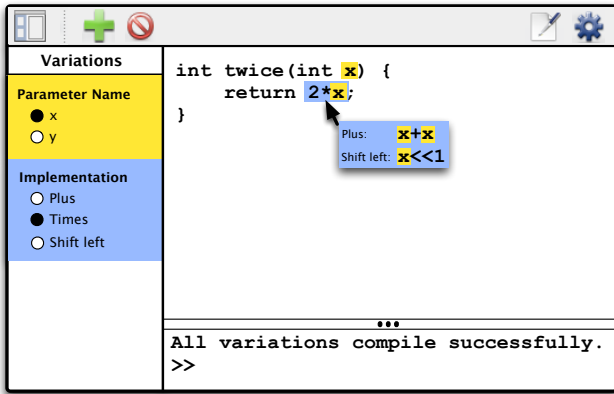 Variations
Parameter Name
x
y
Implementation
Plus
Times
Shift left
int twice(int x) {
return 2*x;
}
Plus: x+x
Shift left: x<<1
All variations compile successfully.
>>